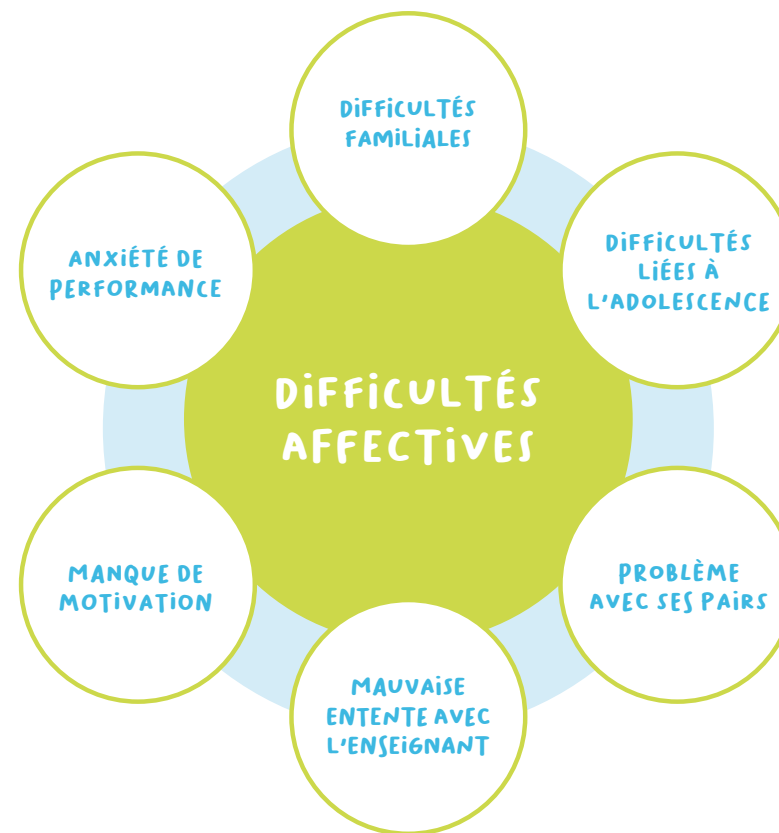 DIFFICULTÉS
FAMILIALES
ANXIÉTÉ DE
PERFORMANCE
DIFFICULTÉS
LIÉES À
L'ADOLESCENCE
DIFFICULTÉS
AFFECTIVES
MANQUE DE
MOTIVATION
PROBLÈME
AVEC SES PAIRS
MAUVAISE
ENTENTE AVEC
L'ENSEIGNANT